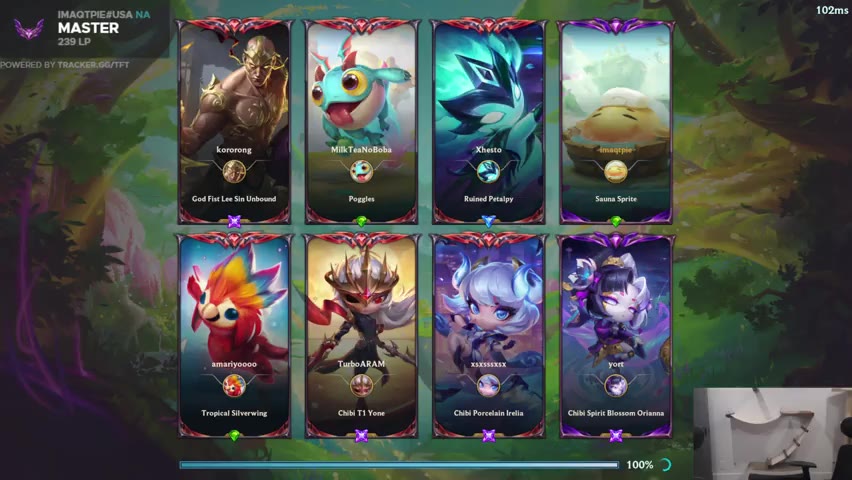 IMAQTPIE#USA NA
MASTER
239 LP
POWERED BY TRACKER.GG/TFT
102ms
kororong
God Fist Lee Sin Unbound
MilkTeaNoBoba
Poggles
Xhesto
Ruined Petalpy
imaqtpie
Sauna Sprite
amariyoooo
Tropical Silverwing
TurboARAM
Chibi T1 Yone
xsxsssxsx
Chibi Porcelain Irelia
yort
Chibi Spirit Blossom Orianna
100%